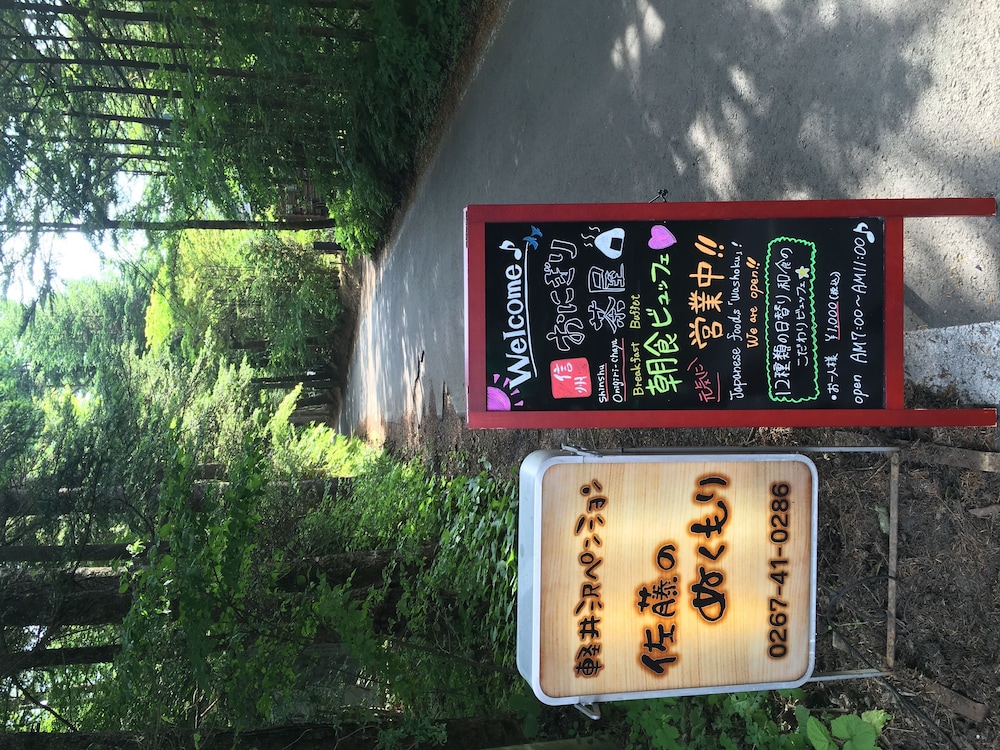 Welcome♪
信州
おにぎり
茶屋
Shinshu
Onigiri-chaya
Breakfast Buffet
朝食ビュッフェ
元気に
営業中!!
Japanese foods "washoku"!
We are open!!
12種類の日替り和食の
こだわりビュッフェ★
•お一人様 ¥1,000(税込)
open AM7:00~AM11:00♪
軽井沢ペンション
佐藤の
ぬくもり
0267-41-0286